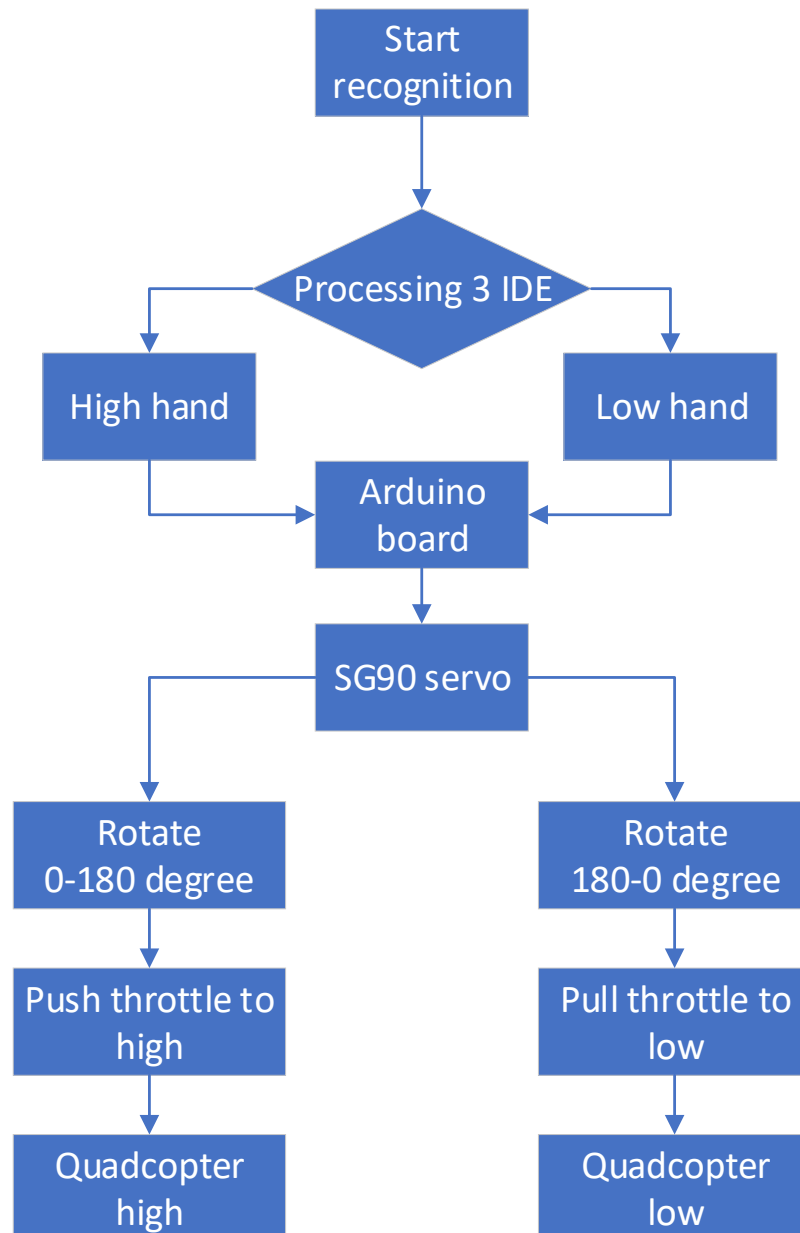 Start
recognition
Processing 3 IDE
High hand
Low hand
Arduino
board
SG90 servo
Rotate
0-180 degree
Rotate
180-0 degree
Push throttle to
high
Pull throttle to
low
Quadcopter
high
Quadcopter
low